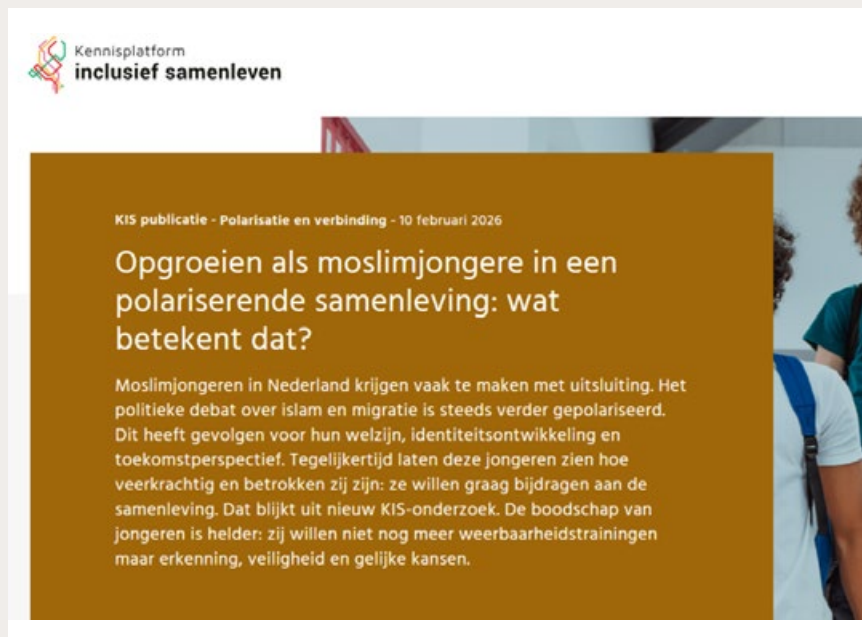 Kennisplatform
inclusief samenleven
KIS publicatie - Polarisatie en verbinding - 10 februari 2026
Opgroeien als moslimjongere in een
polariserende samenleving: wat
betekent dat?
Moslimjongeren in Nederland krijgen vaak te maken met uitsluiting. Het
politieke debat over islam en migratie is steeds verder gepolariseerd.
Dit heeft gevolgen voor hun welzijn, identiteitsontwikkeling en
toekomstperspectief. Tegelijkertijd laten deze jongeren zien hoe
veerkrachtig en betrokken zij zijn: ze willen graag bijdragen aan de
samenleving. Dat blijkt uit nieuw KIS-onderzoek. De boodschap van
jongeren is helder: zij willen niet nog meer weerbaarheidstrainingen
maar erkenning, veiligheid en gelijke kansen.